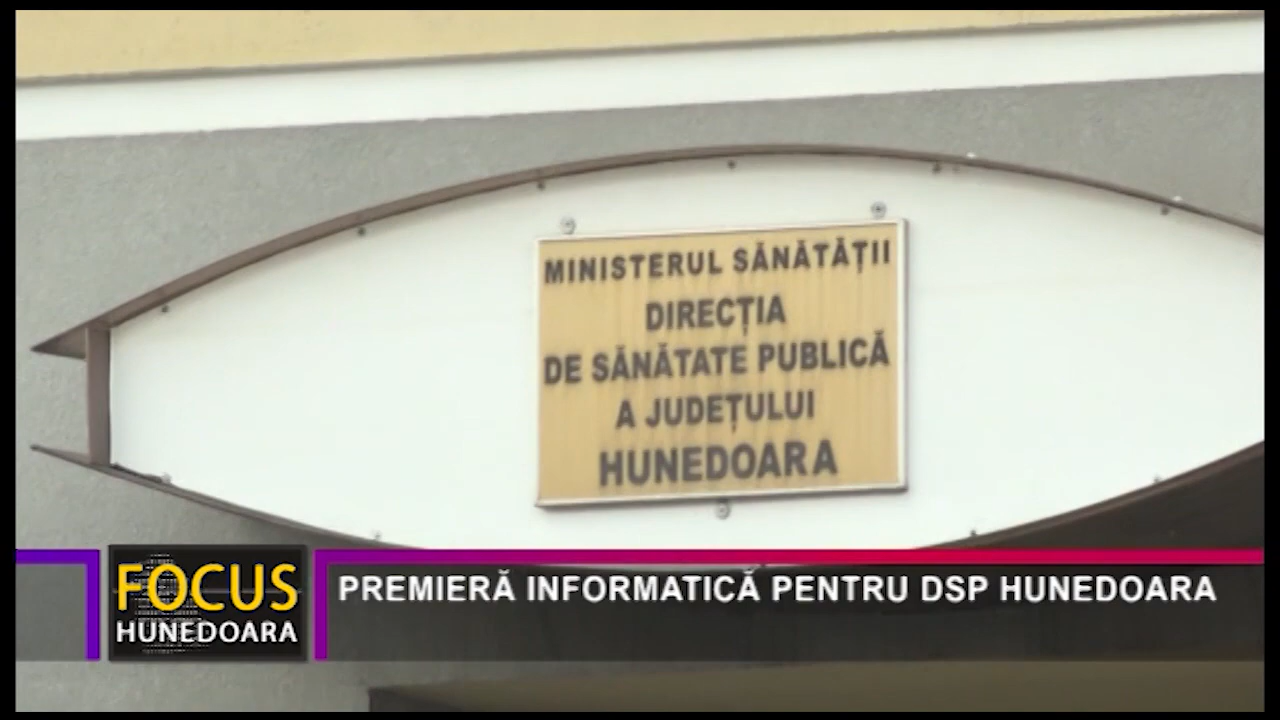 MINISTERUL SĂNĂTĂȚII
DIRECȚIA
DE SĂNĂTATE PUBLICĂ
A JUDEȚULUI
HUNEDOARA
FOCUS
HUNEDOARA
PREMIERĂ INFORMATICĂ PENTRU DSP HUNEDOARA